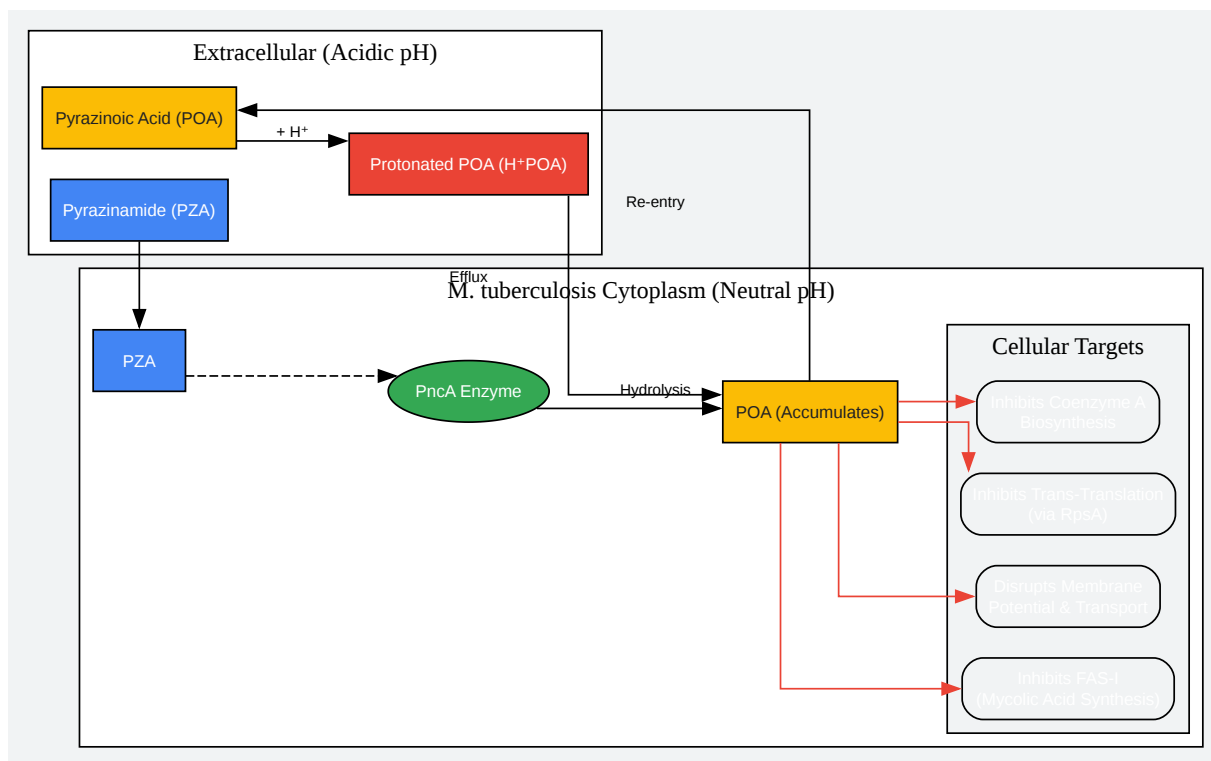 Extracellular (Acidic pH)
Pyrazinoic Acid (POA)
+ H⁺
Protonated POA (H⁺POA)
Pyrazinamide (PZA)
Re-entry
Efflux
M. tuberculosis Cytoplasm (Neutral pH)
PZA
PncA Enzyme
Hydrolysis
POA (Accumulates)
Cellular Targets
Inhibits Coenzyme A
Biosynthesis
Inhibits Trans-Translation
(via RpsA)
Disrupts Membrane
Potential & Transport
Inhibits FAS-I
(Mycolic Acid Synthesis)